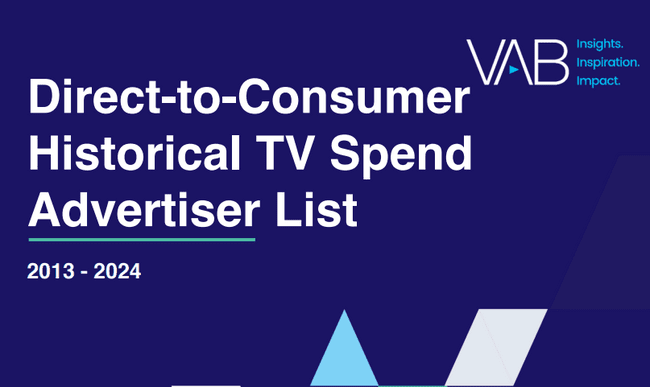 VAB
Insights.
Inspiration.
Impact.
Direct-to-Consumer
Historical TV Spend
Advertiser List
2013 - 2024